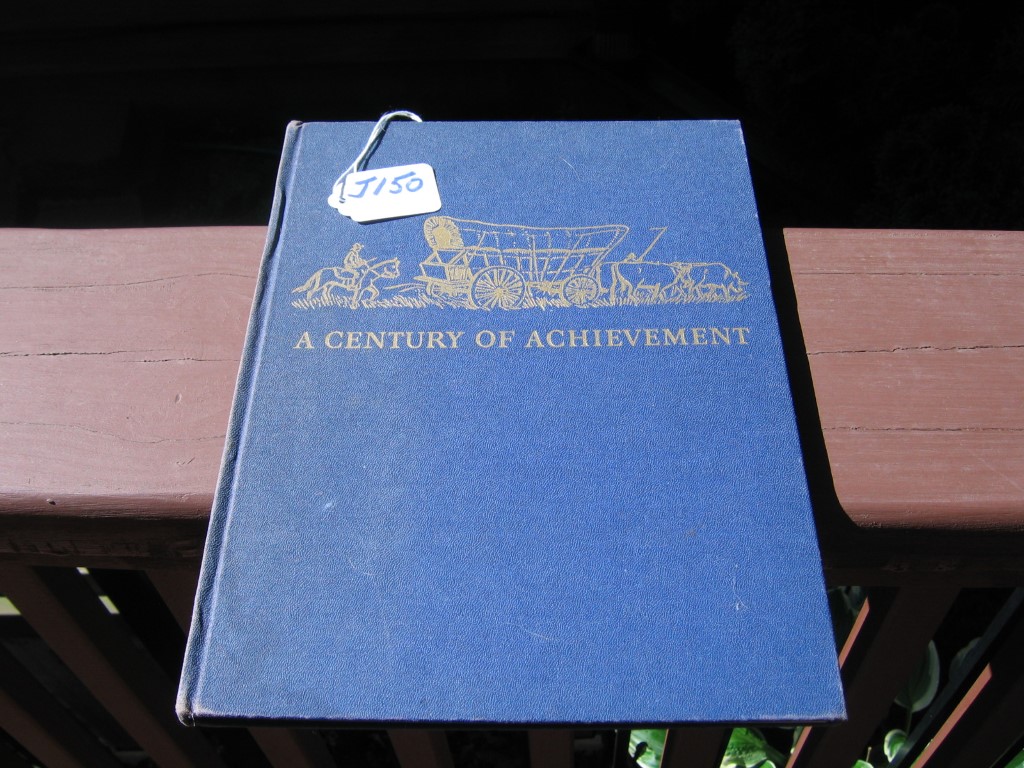 J150
A CENTURY OF ACHIEVEMENT